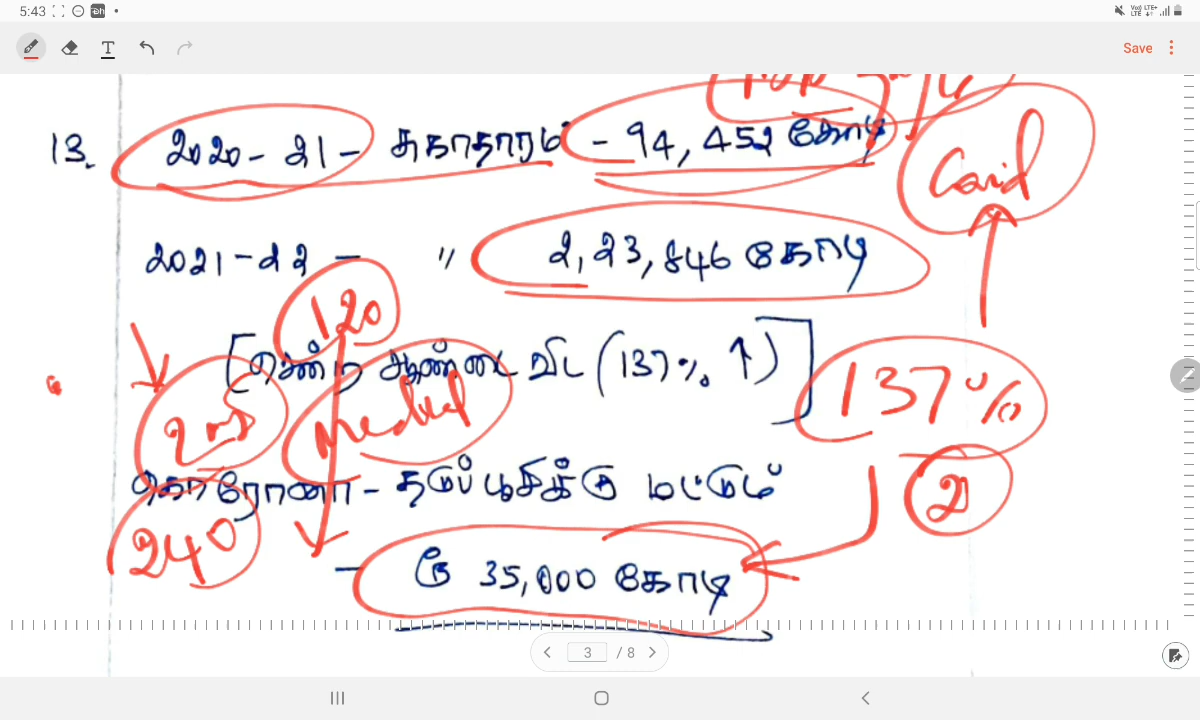 5:43
Save
13. 2020-21- சுகாதாரம் - 94,452 கோடி
Covid
2021-22 - " 2,23,846 கோடி
120
[சென்ற ஆண்டை விட (137% ↑)]
137%
2nd
medical
கொரோனா - தடுப்பூசிக்கு மட்டும்
2
240
- ரூ 35,000 கோடி
3 / 8